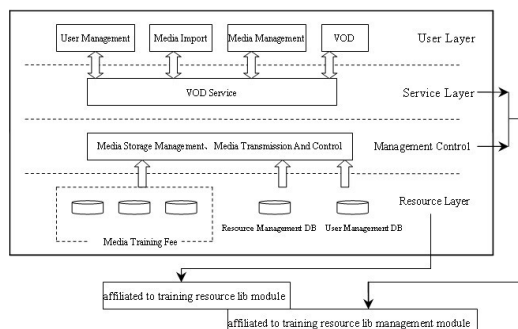 User Management Media Import Media Management VOD User Layer
VOD Service Service Layer
Media Storage Management、Media Transmission And Control Management Control
Resource Layer
Resource Management DB User Management DB
Media Training Fee
affiliated to training resource lib module
affiliated to training resource lib management module